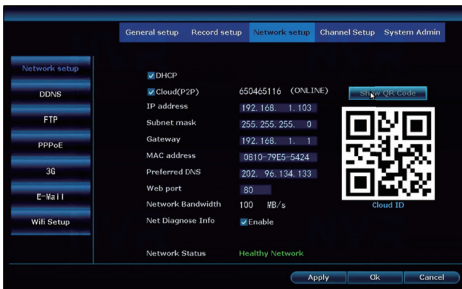 General setup Record setup Network setup Channel Setup System Admin
Network setup
DDNS
FTP
PPPoE
3G
E-Mail
Wifi Setup
DHCP
Cloud(P2P) 650465116 (ONLINE) Show QR Code
IP address 192.168. 1.103
Subnet mask 255.255.255. 0
Gateway 192.168. 1. 1
MAC address 0810-79E5-5424
Preferred DNS 202. 96.134.133
Web port 80
Network Bandwidth 100 MB/s
Net Diagnose Info Enable
Cloud ID
Network Status Healthy Network
Apply Ok Cancel